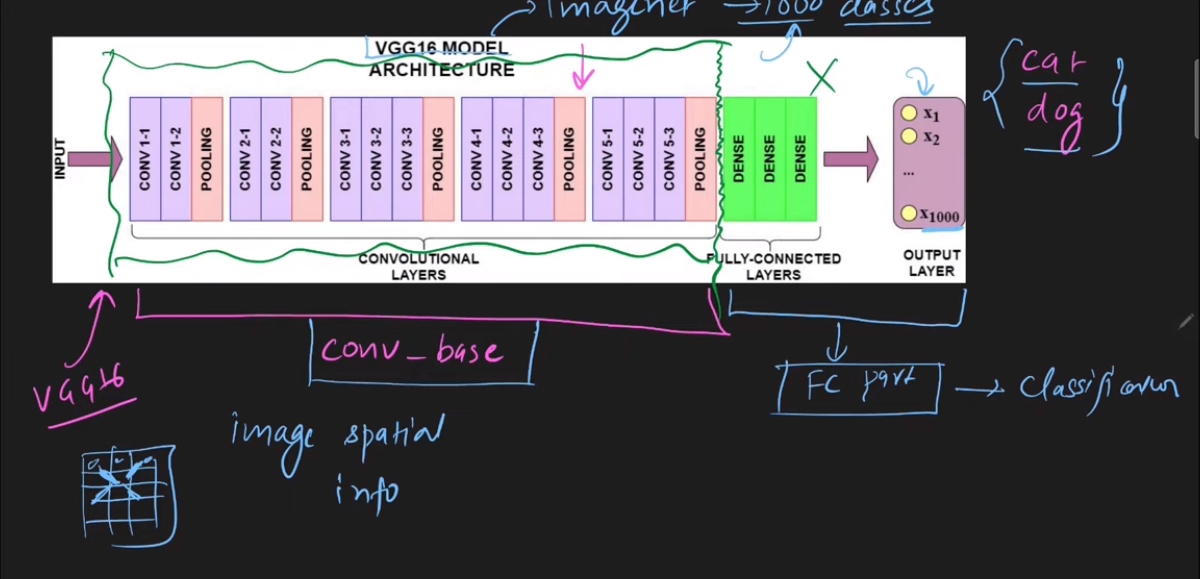 Imagenet → 1000 classes
VGG16 MODEL
ARCHITECTURE
INPUT
CONV 1-1
CONV 1-2
POOLING
CONV 2-1
CONV 2-2
POOLING
CONV 3-1
CONV 3-2
CONV 3-3
POOLING
CONV 4-1
CONV 4-2
CONV 4-3
POOLING
CONV 5-1
CONV 5-2
CONV 5-3
POOLING
DENSE
DENSE
DENSE
x1
x2
...
x1000
CONVOLUTIONAL
LAYERS
FULLY-CONNECTED
LAYERS
OUTPUT
LAYER
car
dog
VGG16
conv_base
FC part → Classification
image spatial
info